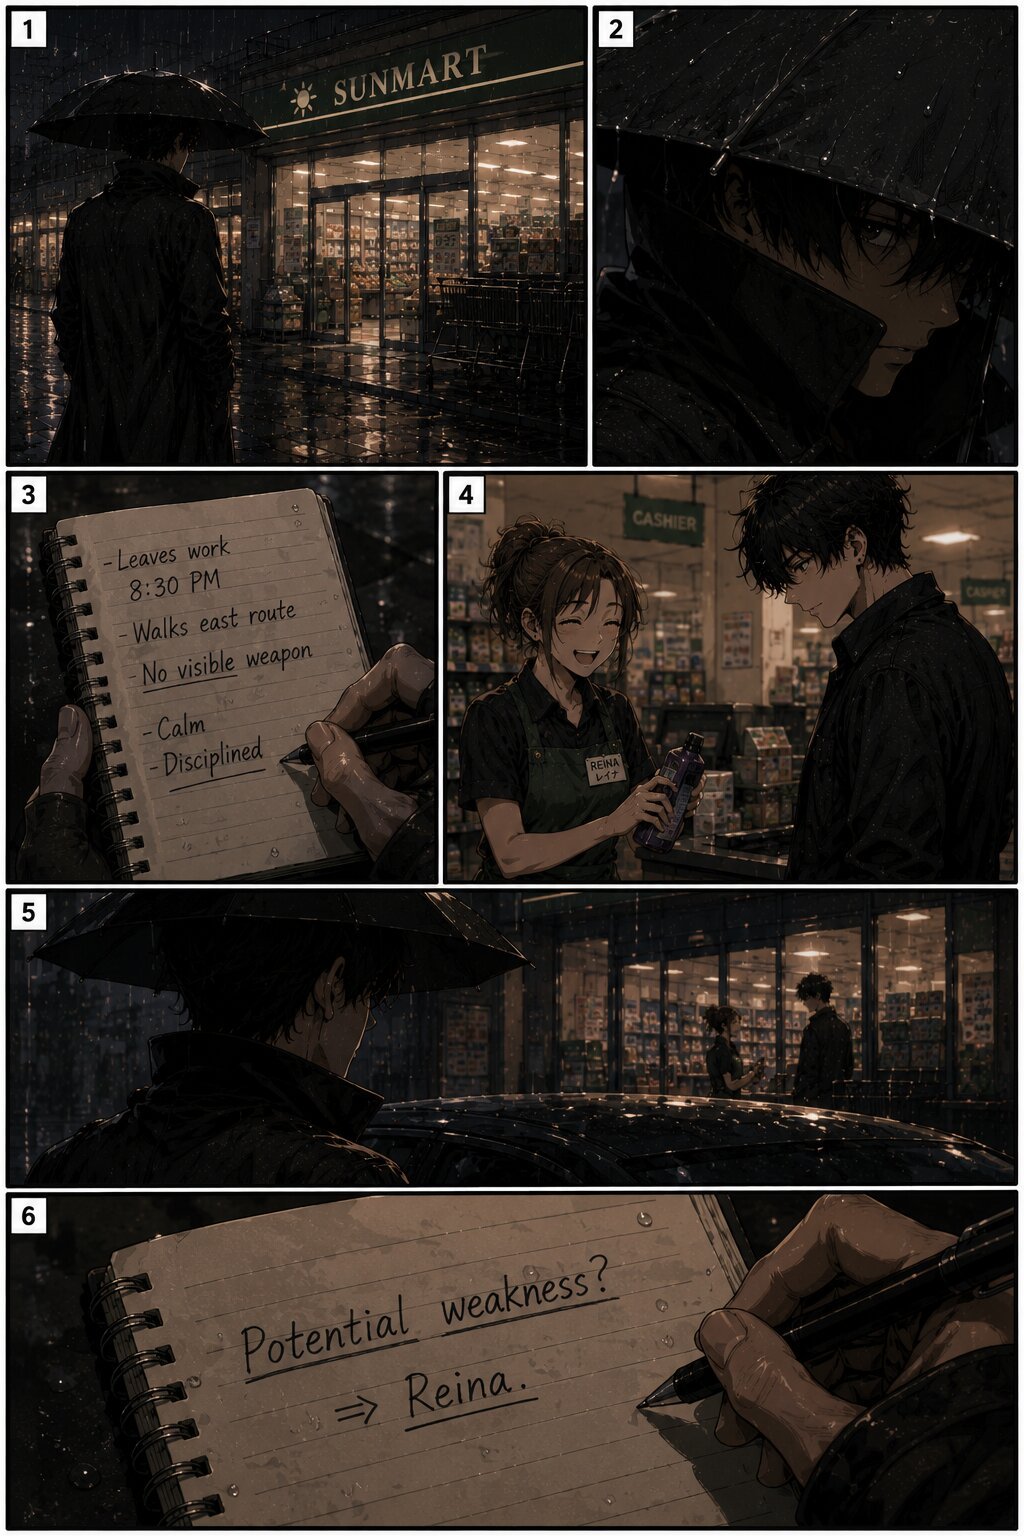 1
SUNMART
2
3
- Leaves work
8:30 PM
- Walks east route
- No visible weapon
- Calm
- Disciplined
4
CASHIER
CASHIER
REINA
レイナ
5
6
Potential weakness?
⇒ Reina.